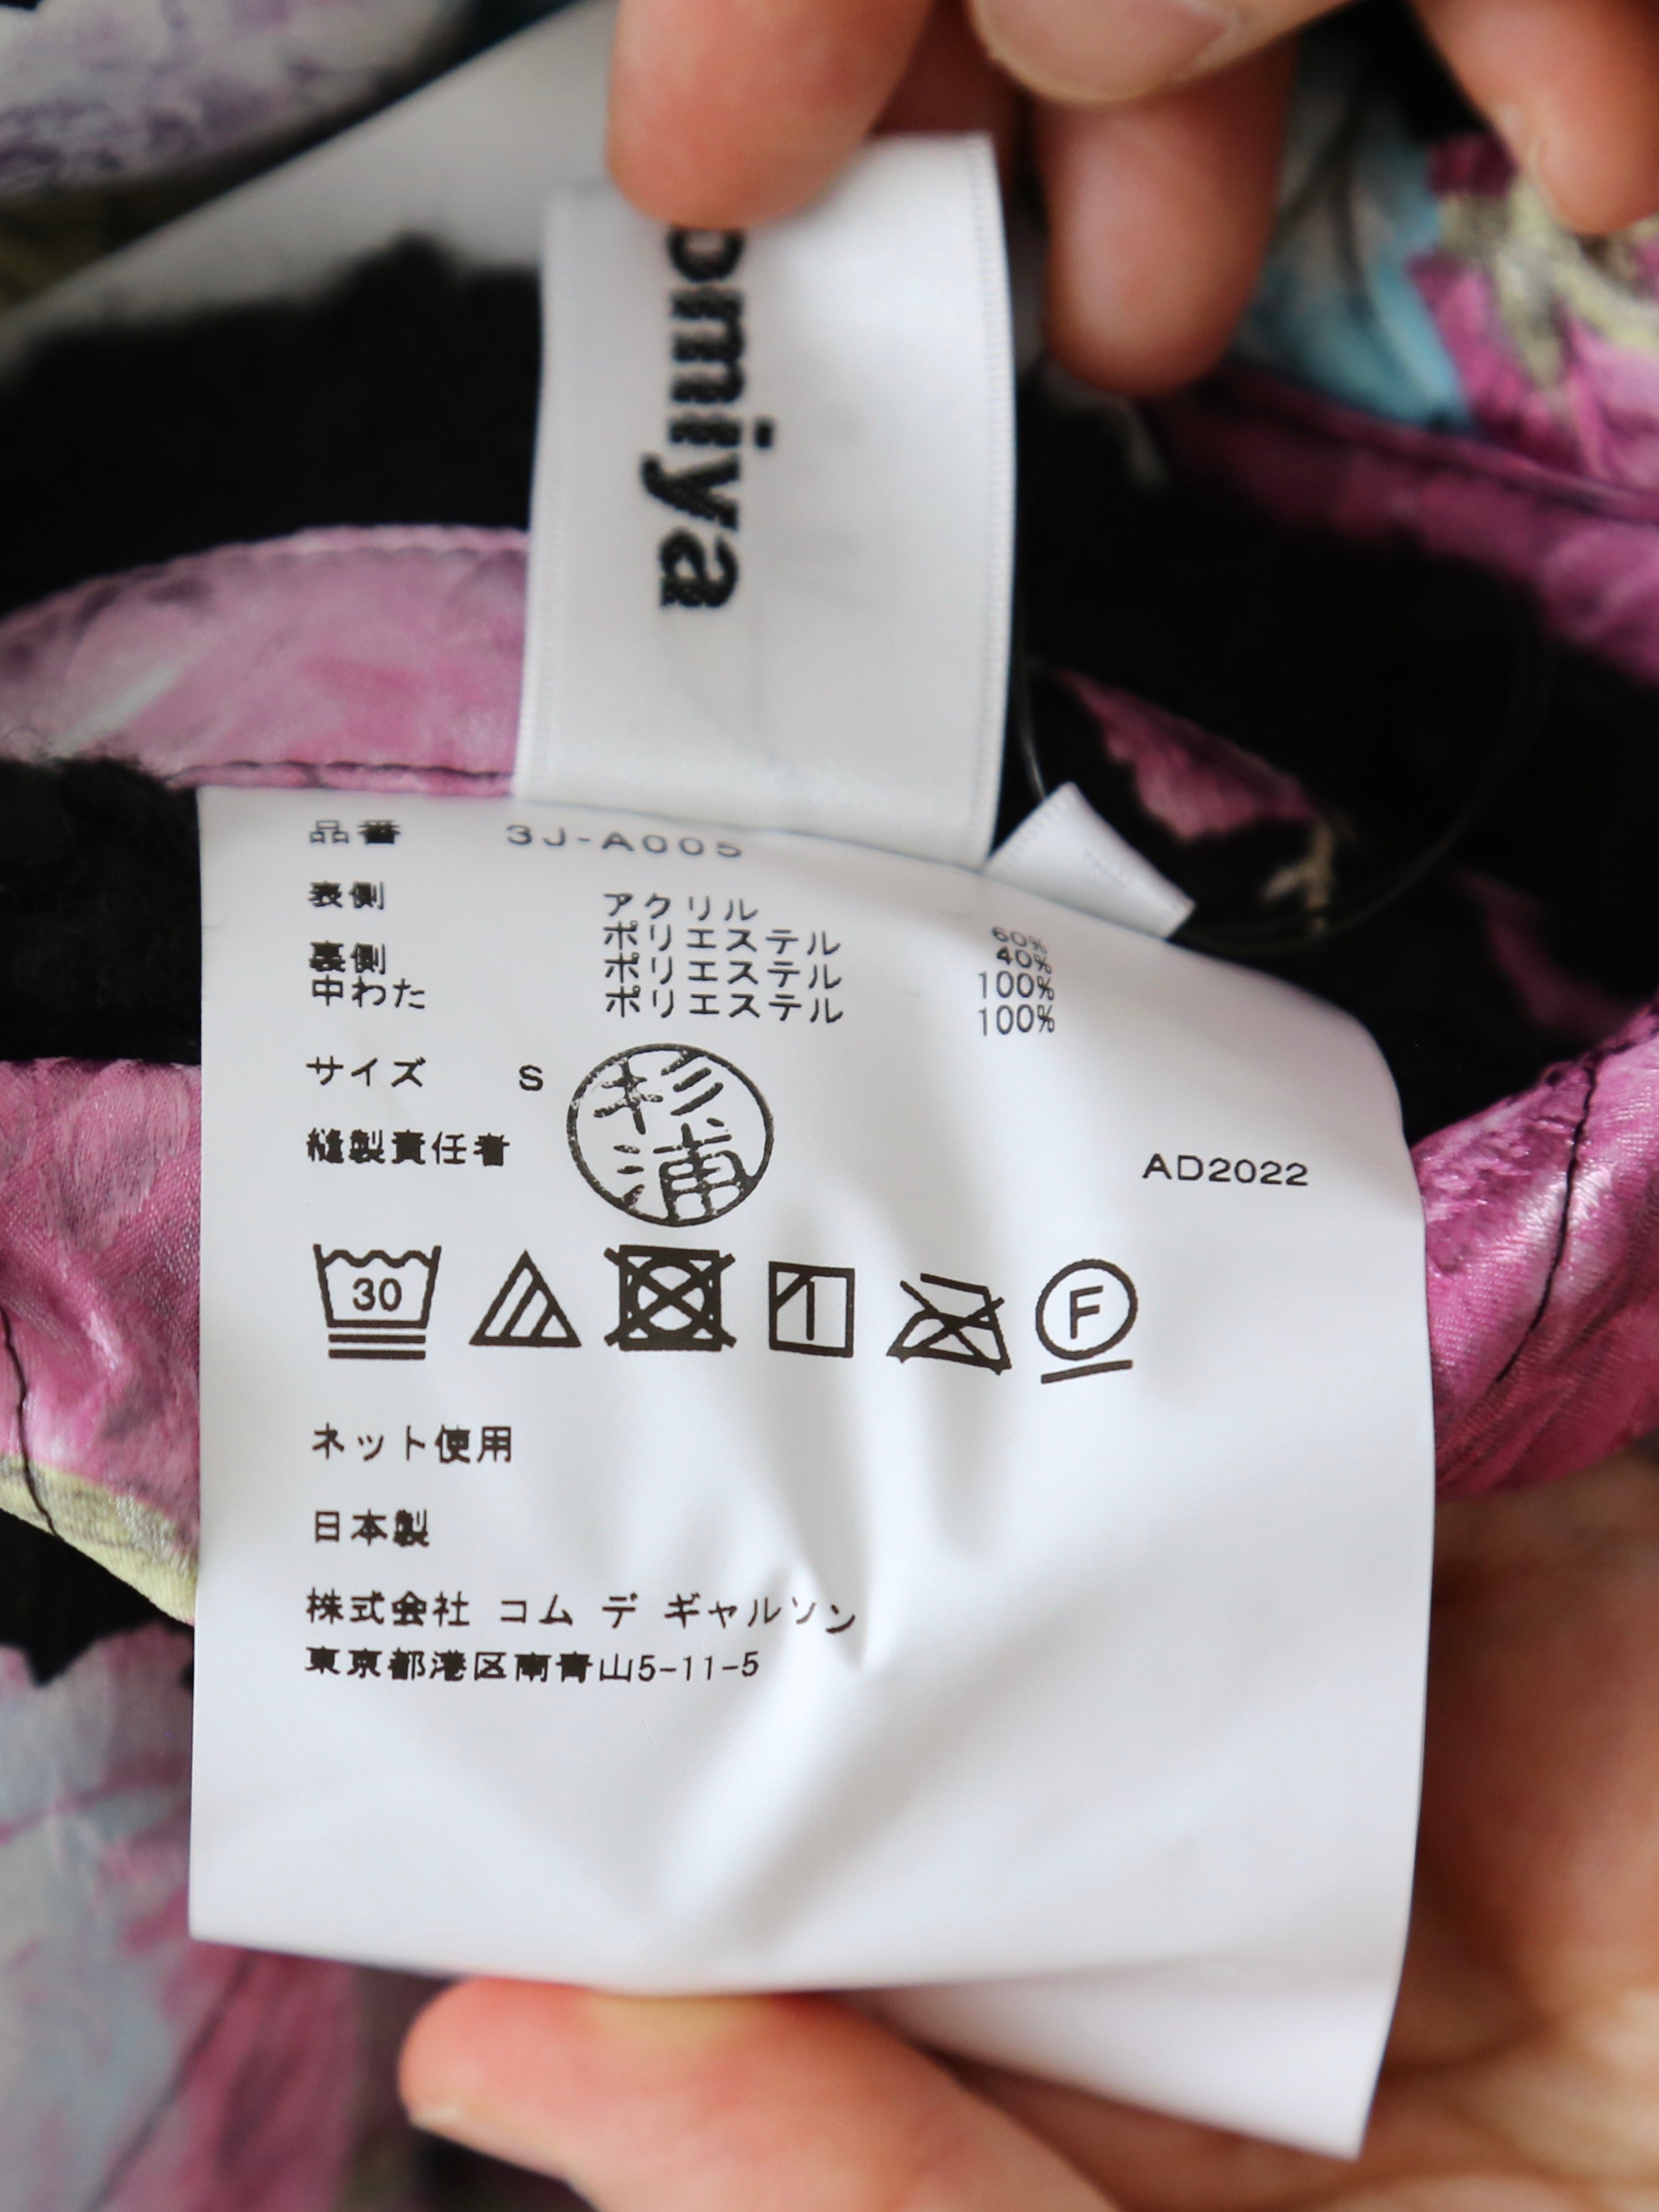 omiya
品番 3J-A005
表側 アクリル 60%
ポリエステル 40%
裏側 ポリエステル 100%
中わた ポリエステル 100%
サイズ S
縫製責任者 杉浦
AD2022
30 F
ネット使用
日本製
株式会社 コム デ ギャルソン
東京都港区南青山5-11-5